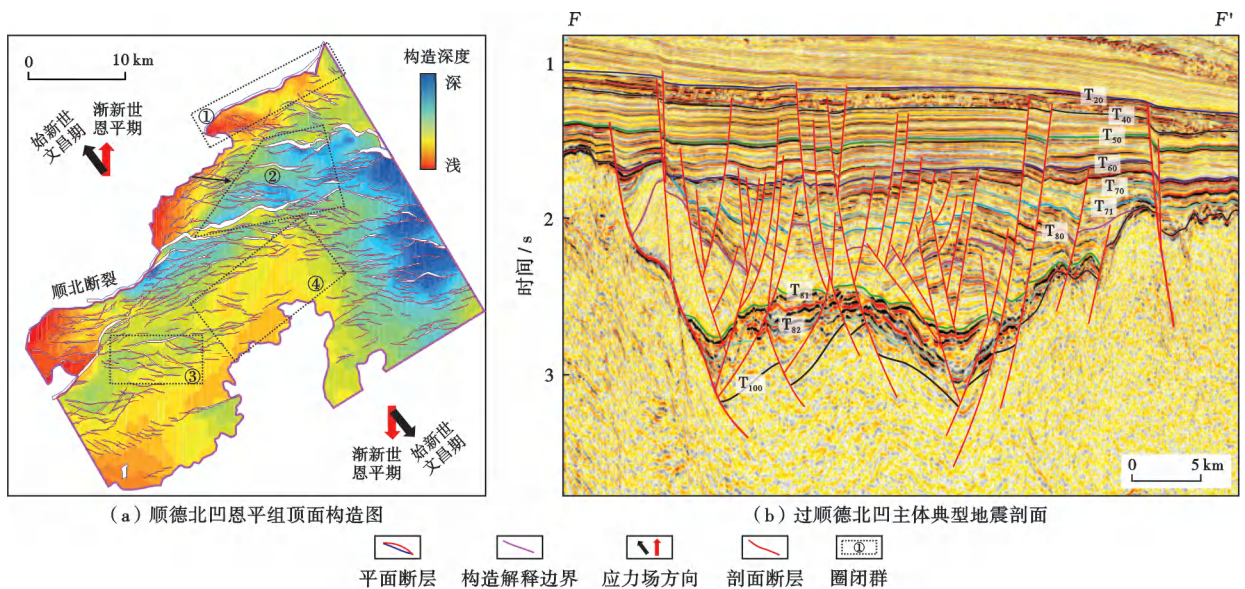 0 10 km
构造深度
深
浅
始新世
文昌期
渐新世
恩平期
①
②
③
④
顺北断裂
渐新世
恩平期
始新世
文昌期
(a) 顺德北凹恩平组顶面构造图
F F'
时间/s
1
2
3
T20
T40
T50
T60
T70
T71
T80
T81
T82
T100
0 5 km
(b) 过顺德北凹主体典型地震剖面
①
平面断层 构造解释边界 应力场方向 剖面断层 圈闭群